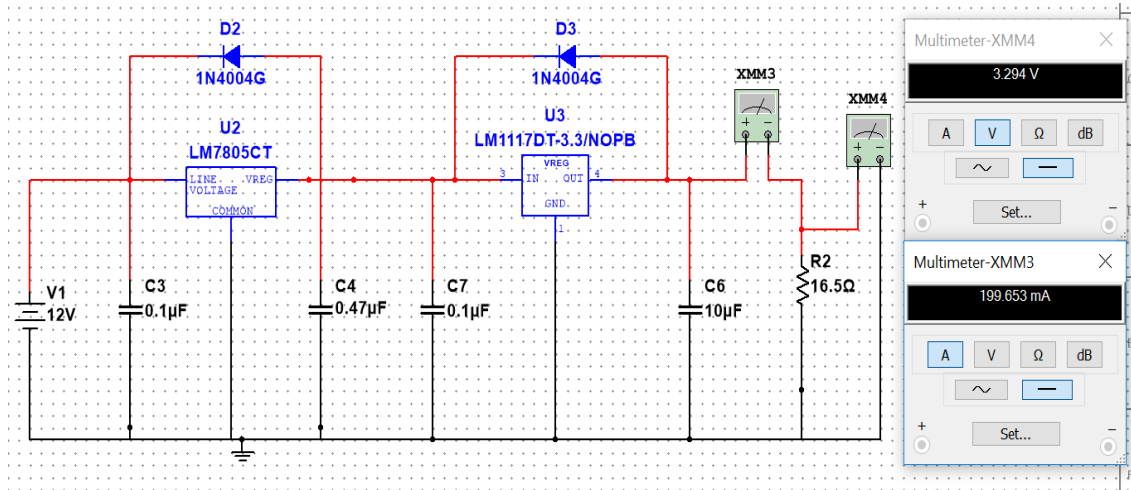 D2
1N4004G
U2
LM7805CT
LINE VREG
VOLTAGE
COMMON
D3
1N4004G
U3
LM1117DT-3.3/NOPB
VREG
3 IN OUT 4
GND
1
XMM3
+ -
XMM4
+ -
V1
12V
C3
0.1µF
C4
0.47µF
C7
0.1µF
C6
10µF
R2
16.5Ω
Multimeter-XMM4
3.294 V
A V Ω dB
+ Set... -
Multimeter-XMM3
199.653 mA
A V Ω dB
+ Set... -